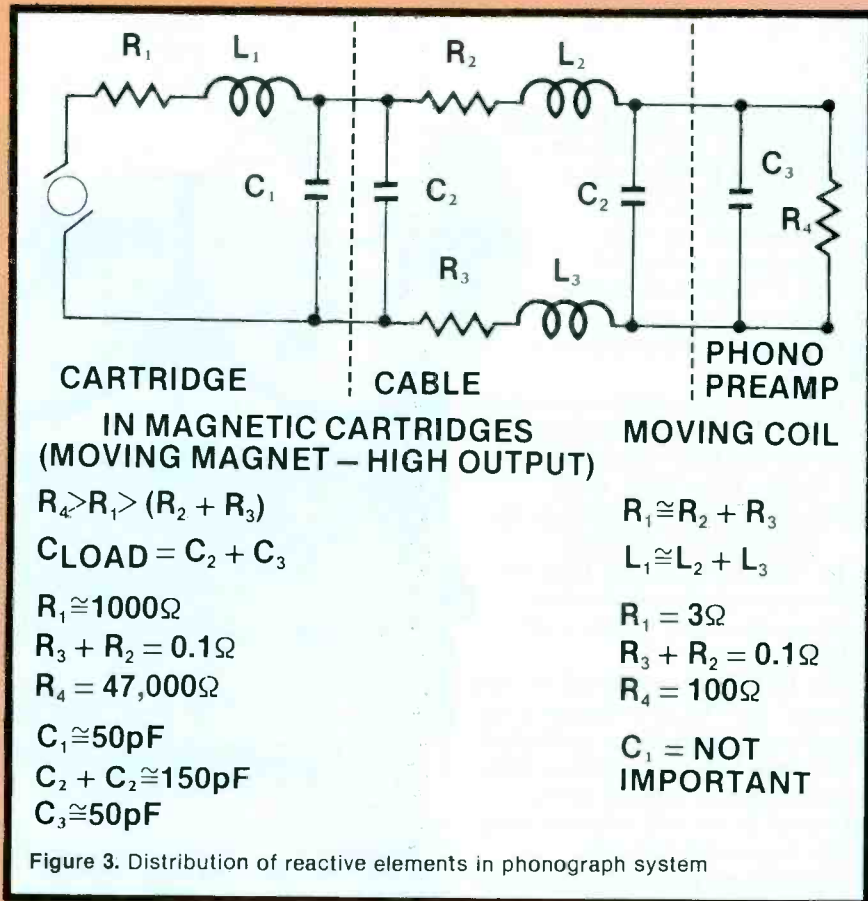 R₁ L₁ R₂ L₂
C₁ C₂ C₂ C₃ R₄
R₃ L₃
CARTRIDGE CABLE PHONO
PREAMP
IN MAGNETIC CARTRIDGES
(MOVING MAGNET – HIGH OUTPUT)
R₄>R₁>(R₂ + R₃)
CLOAD = C₂ + C₃
R₁≅1000Ω
R₃ + R₂ = 0.1Ω
R₄ = 47,000Ω
C₁≅50pF
C₂ + C₂≅150pF
C₃≅50pF
MOVING COIL
R₁≅R₂ + R₃
L₁≅L₂ + L₃
R₁ = 3Ω
R₃ + R₂ = 0.1Ω
R₄ = 100Ω
C₁ = NOT
IMPORTANT
Figure 3. Distribution of reactive elements in phonograph system